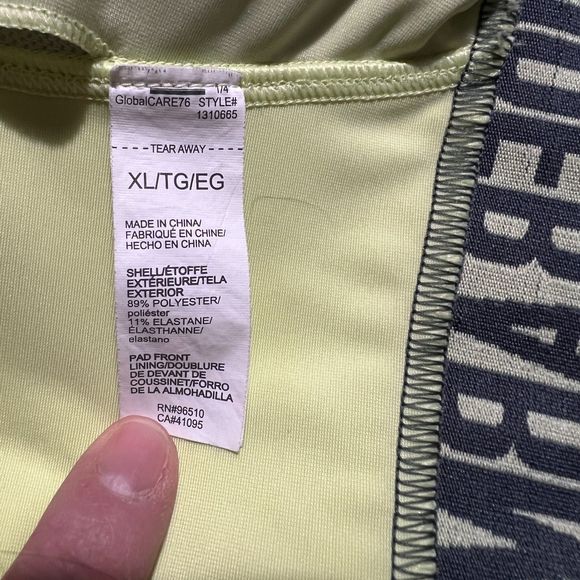 1/4
GlobalCARE76 STYLE#
1310665
TEAR AWAY
XL/TG/EG
MADE IN CHINA/
FABRIQUÉ EN CHINE/
HECHO EN CHINA
SHELL/ÉTOFFE
EXTÉRIEURE/TELA
EXTERIOR
89% POLYESTER/
poliéster
11% ELASTANE/
ÉLASTHANNE/
elastano
PAD FRONT
LINING/DOUBLURE
DE DEVANT DE
COUSSINET/FORRO
DE LA ALMOHADILLA
RN#96510
CA#41095